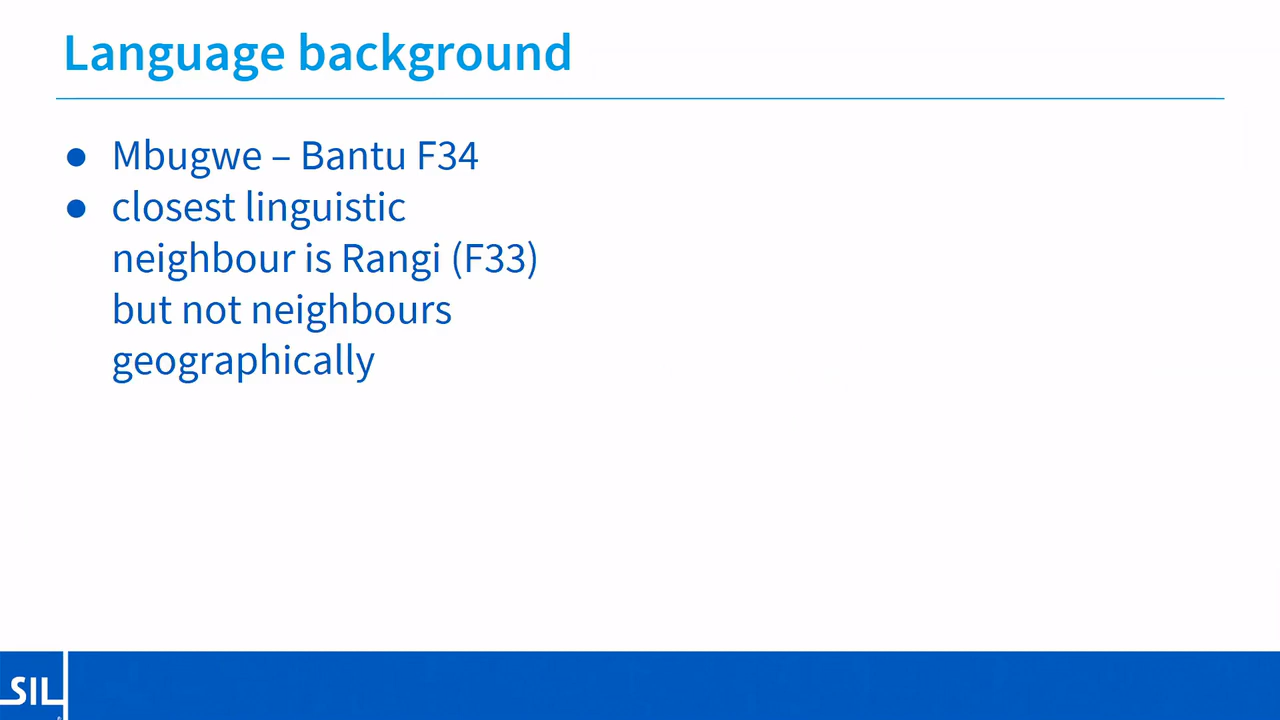 Language background
● Mbugwe – Bantu F34
● closest linguistic
neighbour is Rangi (F33)
but not neighbours
geographically
SIL
®